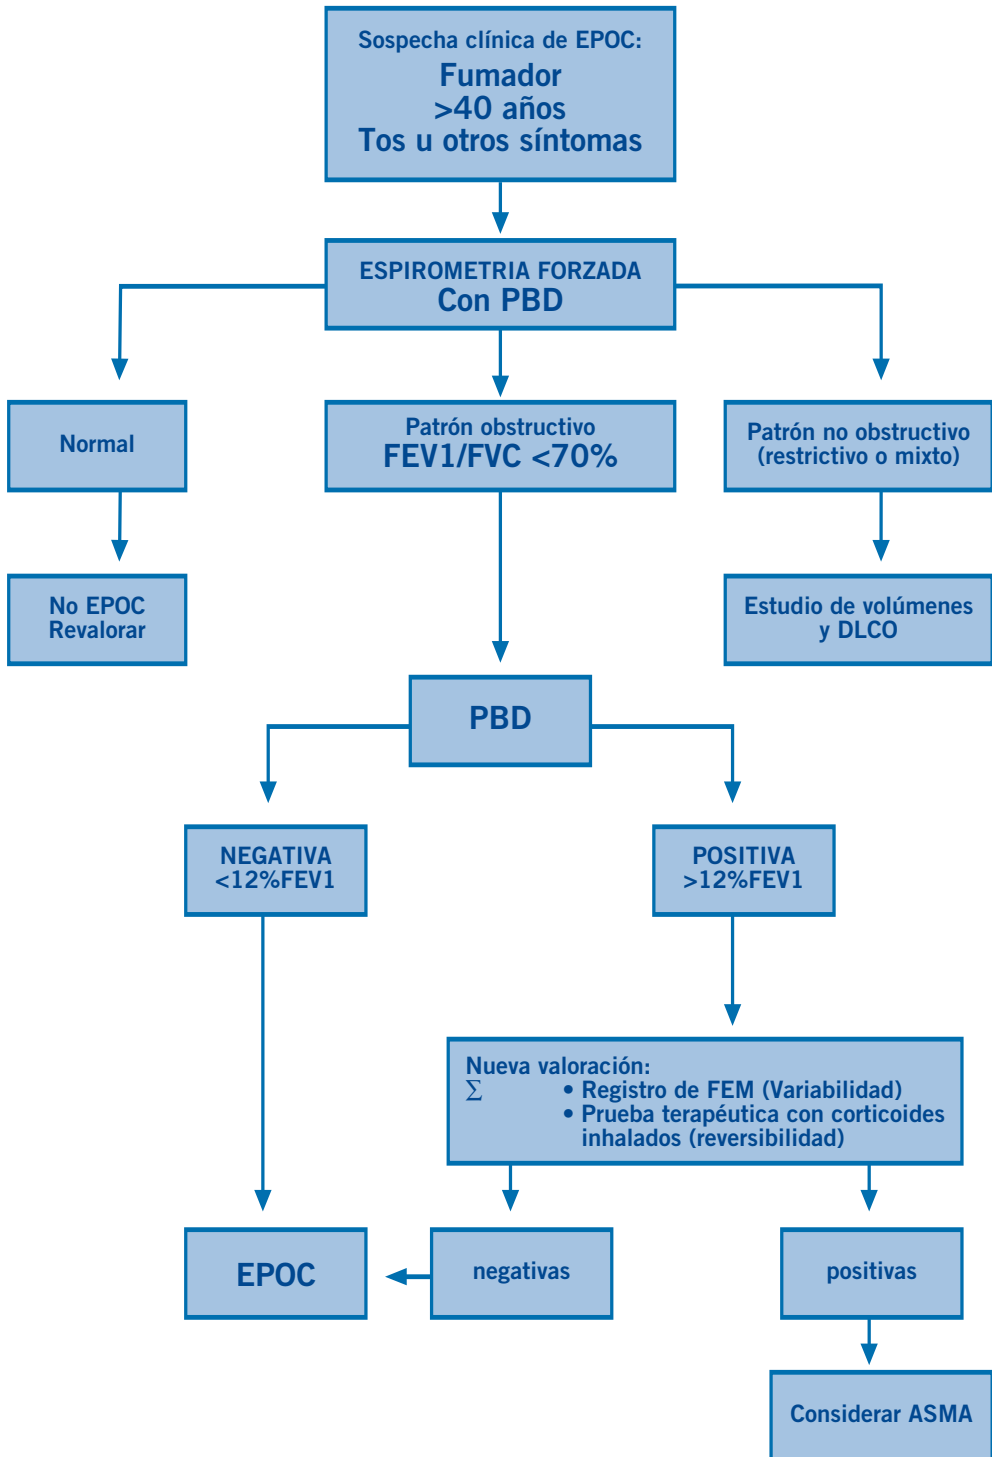 Sospecha clínica de EPOC:
Fumador
>40 años
Tos u otros síntomas
ESPIROMETRIA FORZADA
Con PBD
Normal
Patrón obstructivo
FEV1/FVC <70%
Patrón no obstructivo
(restrictivo o mixto)
No EPOC
Revalorar
Estudio de volúmenes
y DLCO
PBD
NEGATIVA
<12%FEV1
POSITIVA
>12%FEV1
Nueva valoración:
∑ • Registro de FEM (Variabilidad)
• Prueba terapéutica con corticoides
inhalados (reversibilidad)
EPOC
negativas
positivas
Considerar ASMA